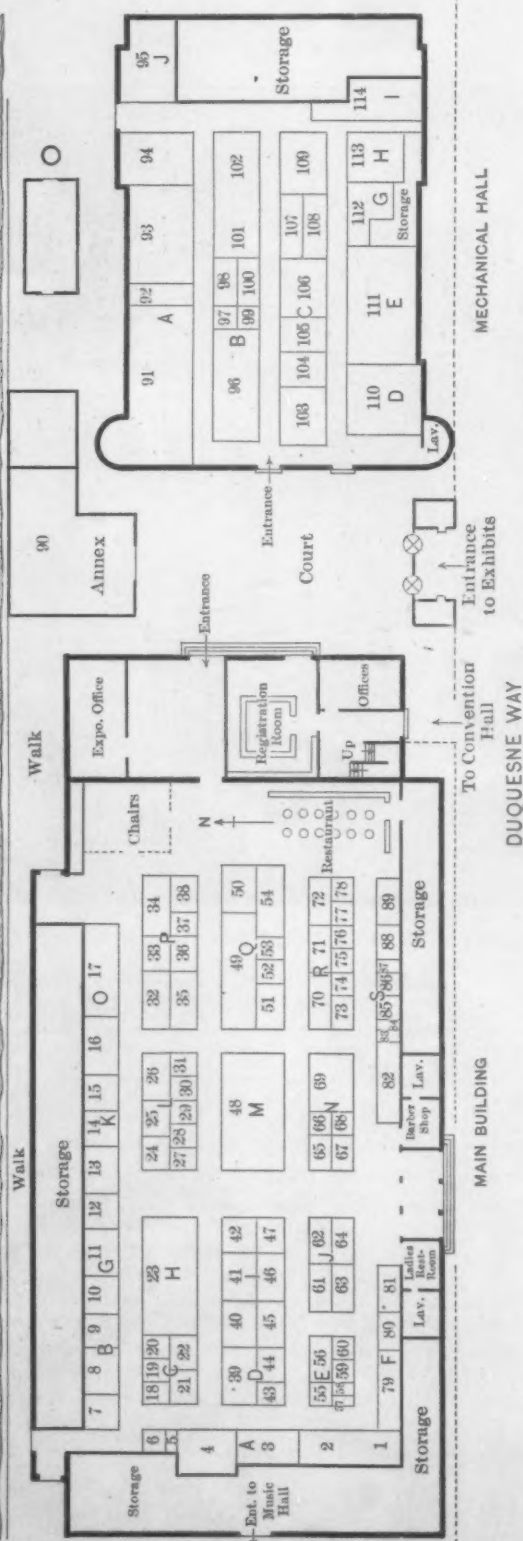 Walk
Walk
Storage
7
8
9
10
11
12
13
14
15
16
17
B
G
K
O
Storage
6
5
4
A
3
2
1
Ent. to
Music
Hall
Storage
18
19
20
C
21
22
23
H
24
25
26
L
27
28
29
30
31
32
33
34
P
35
36
37
38
Chairs
39
40
41
42
D
I
43
44
45
46
47
48
M
49
50
Q
51
52
53
54
N
55
56
E
57
58
59
60
61
62
J
63
64
65
66
69
N
67
68
70
71
72
R
73
74
75
76
77
78
Restaurant
79
F
80
81
Lav.
Ladies
Rest-
Room
Barber
Shop
Lav.
82
83
84
85
S
86
87
88
89
Storage
Expo. Office
Entrance
Registration
Room
Up
Offices
To Convention
Hall
MAIN BUILDING
DUQUESNE WAY
90
Annex
Court
Entrance
Entrance
to Exhibits
O
91
92
93
94
A
95
J
96
B
97
98
99
100
101
102
Storage
103
104
105
C
106
107
108
109
110
D
111
E
112
G
Storage
113
H
114
I
Lav.
MECHANICAL HALL